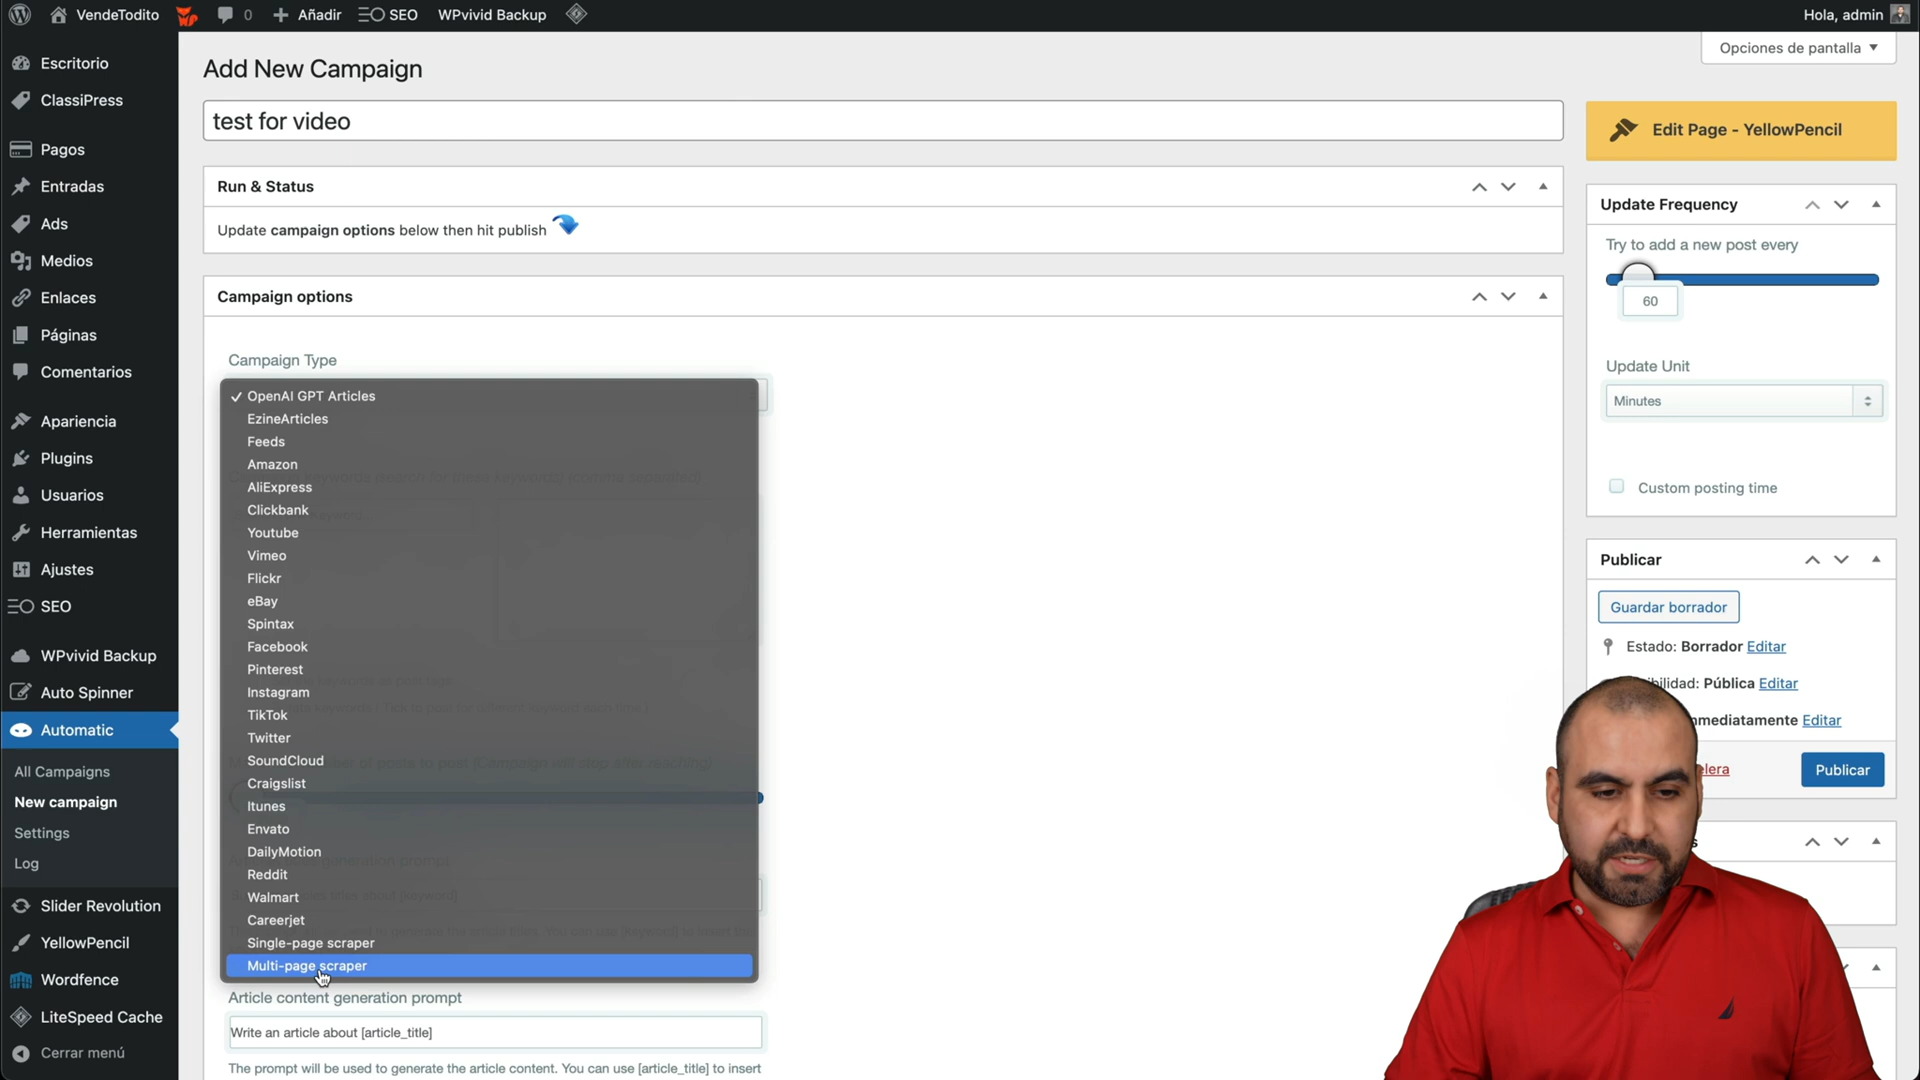 VendeTodito
0
Añadir
SEO
WPvivid Backup
Hola, admin
Opciones de pantalla
Escritorio
ClassiPress
Pagos
Entradas
Ads
Medios
Enlaces
Páginas
Comentarios
Apariencia
Plugins
Usuarios
Herramientas
Ajustes
SEO
WPvivid Backup
Auto Spinner
Automatic
All Campaigns
New campaign
Settings
Log
Slider Revolution
YellowPencil
Wordfence
LiteSpeed Cache
Cerrar menú
Add New Campaign
test for video
Run & Status
Update campaign options below then hit publish
Campaign options
Campaign Type
✓ OpenAI GPT Articles
EzineArticles
Feeds
Amazon
AliExpress
Clickbank
Youtube
Vimeo
Flickr
eBay
Spintax
Facebook
Pinterest
Instagram
TikTok
Twitter
SoundCloud
Craigslist
Itunes
Envato
DailyMotion
Reddit
Walmart
Careerjet
Single-page scraper
Multi-page scraper
Article content generation prompt
Write an article about [article_title]
The prompt will be used to generate the article content. You can use [article_title] to insert
Edit Page - YellowPencil
Update Frequency
Try to add a new post every
60
Update Unit
Minutes
Custom posting time
Publicar
Guardar borrador
Estado: Borrador Editar
Pública Editar
Editar
Publicar